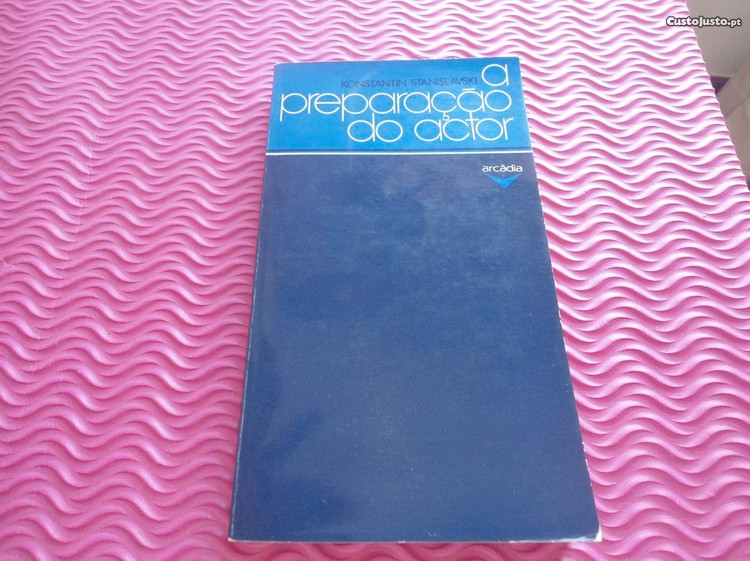 CustoJusto.pt
KONSTANTIN STANISLAVSKI a
preparação
do actor
arcádia